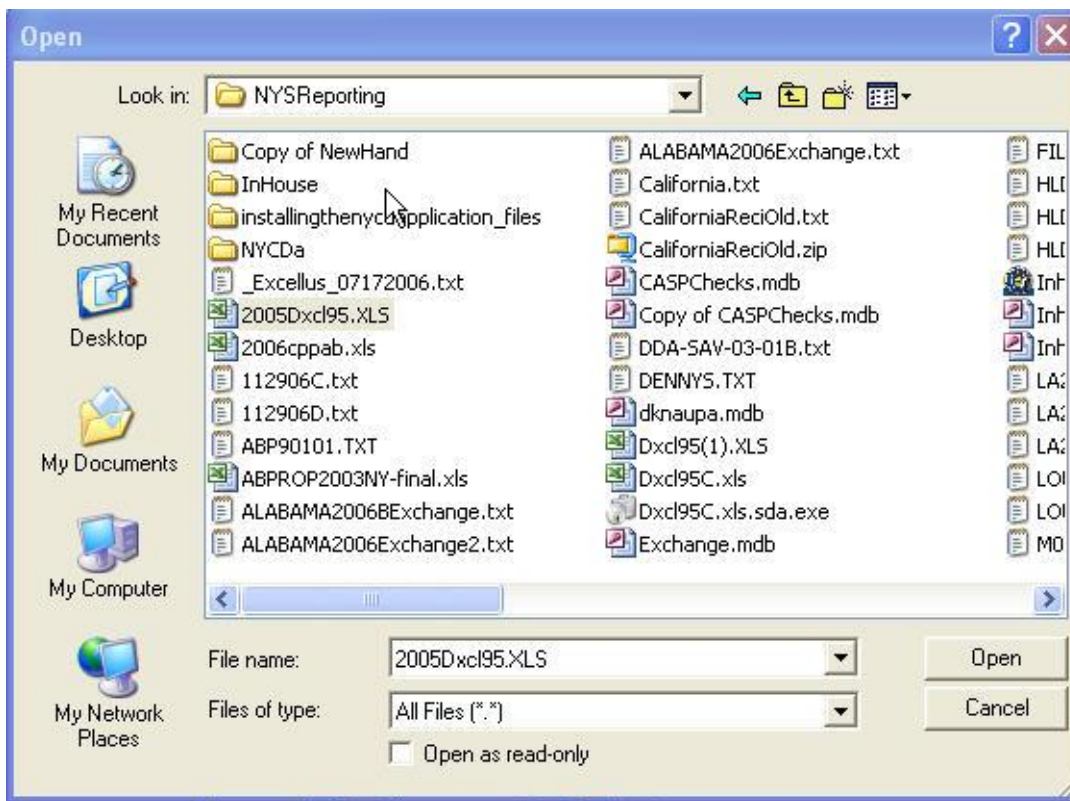 Open
Look in:
NYSReporting
My Recent
Documents
Desktop
My Documents
My Computer
My Network
Places
Copy of NewHand
InHouse
installingthenyc application_files
NYCDa
_Excellus_07172006.txt
2005Dxcl95.XLS
2006cppab.xls
112906C.txt
112906D.txt
ABP90101.TXT
ABPROP2003NY-final.xls
ALABAMA2006BExchange.txt
ALABAMA2006Exchange2.txt
ALABAMA2006Exchange.txt
California.txt
CaliforniaReciOld.txt
CaliforniaReciOld.zip
CASPChecks.mdb
Copy of CASPChecks.mdb
DDA-SAV-03-01B.txt
DENNYS.TXT
dknaupa.mdb
Dxcl95(1).XLS
Dxcl95C.xls
Dxcl95C.xls.sda.exe
Exchange.mdb
FIL
File name:
2005Dxcl95.XLS
Open
Files of type:
All Files (*.*)
Cancel
Open as read-only